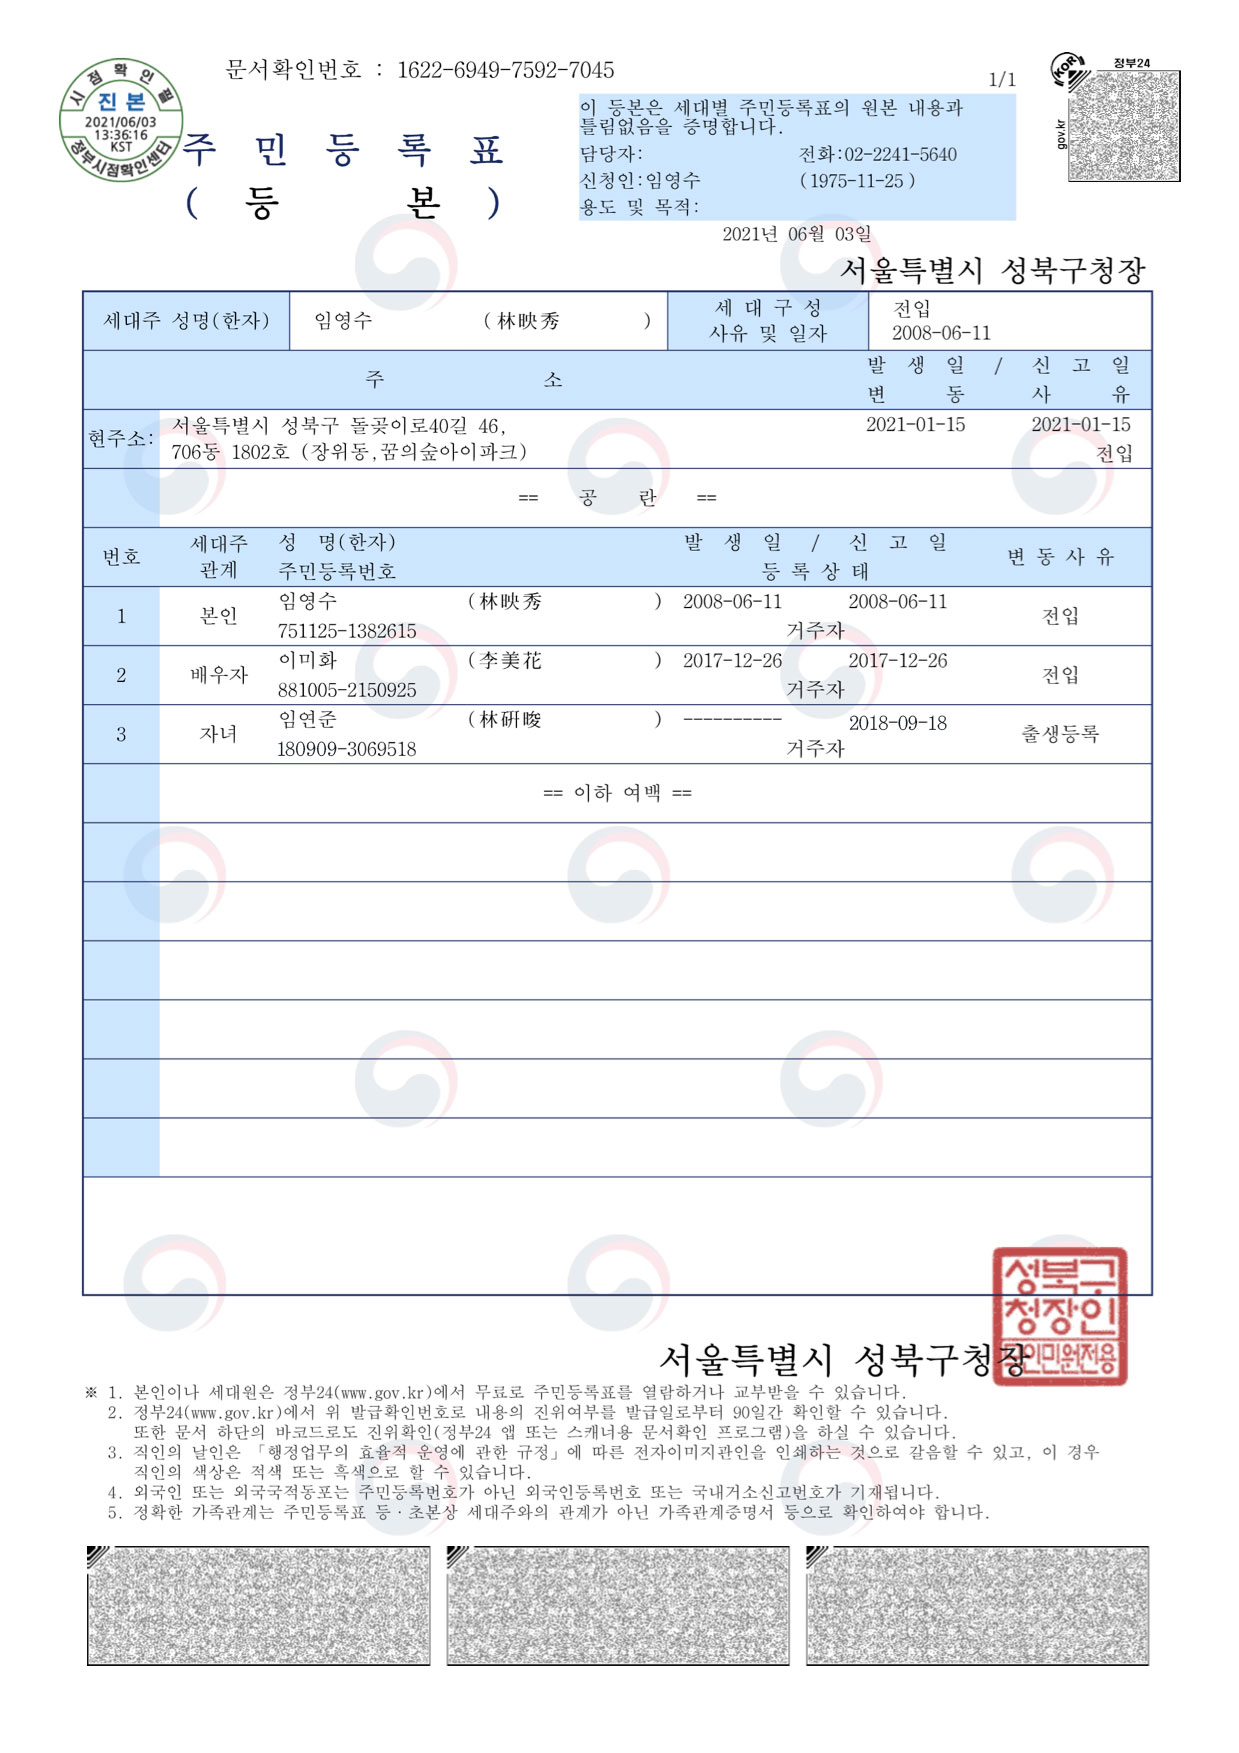 문서확인번호 : 1622-6949-7592-7045
시점확인필
진본
2021/06/03
13:36:16
KST
정부시점확인센터
KOR
정부24
gov.kr
1/1
주 민 등 록 표
( 등 본 )
이 등본은 세대별 주민등록표의 원본 내용과
틀림없음을 증명합니다.
담당자: 전화:02-2241-5640
신청인:임영수 (1975-11-25 )
용도 및 목적:
2021년 06월 03일
서울특별시 성북구청장
세대주 성명(한자) 임영수 (林映秀 ) 세 대 구 성 전입
사유 및 일자 2008-06-11
주 소 발 생 일 / 신 고 일
변 동 사 유
현주소: 서울특별시 성북구 돌곶이로40길 46, 2021-01-15 2021-01-15
706동 1802호 (장위동,꿈의숲아이파크) 전입
== 공 란 ==
번호 세대주 성 명(한자) 발 생 일 / 신 고 일 변 동 사 유
관계 주민등록번호 등 록 상 태
1 본인 임영수 (林映秀 ) 2008-06-11 2008-06-11 전입
751125-1382615 거주자
2 배우자 이미화 (李美花 ) 2017-12-26 2017-12-26 전입
881005-2150925 거주자
3 자녀 임연준 (林硏晙 ) ---------- 2018-09-18 출생등록
180909-3069518 거주자
== 이하 여백 ==
서울특별시 성북구청장
성북구
청장인
인민원전용
※ 1. 본인이나 세대원은 정부24(www.gov.kr)에서 무료로 주민등록표를 열람하거나 교부받을 수 있습니다.
2. 정부24(www.gov.kr)에서 위 발급확인번호로 내용의 진위여부를 발급일로부터 90일간 확인할 수 있습니다.
또한 문서 하단의 바코드로도 진위확인(정부24 앱 또는 스캐너용 문서확인 프로그램)을 하실 수 있습니다.
3. 직인의 날인은 「행정업무의 효율적 운영에 관한 규정」에 따른 전자이미지관인을 인쇄하는 것으로 갈음할 수 있고, 이 경우
직인의 색상은 적색 또는 흑색으로 할 수 있습니다.
4. 외국인 또는 외국국적동포는 주민등록번호가 아닌 외국인등록번호 또는 국내거소신고번호가 기재됩니다.
5. 정확한 가족관계는 주민등록표 등·초본상 세대주와의 관계가 아닌 가족관계증명서 등으로 확인하여야 합니다.